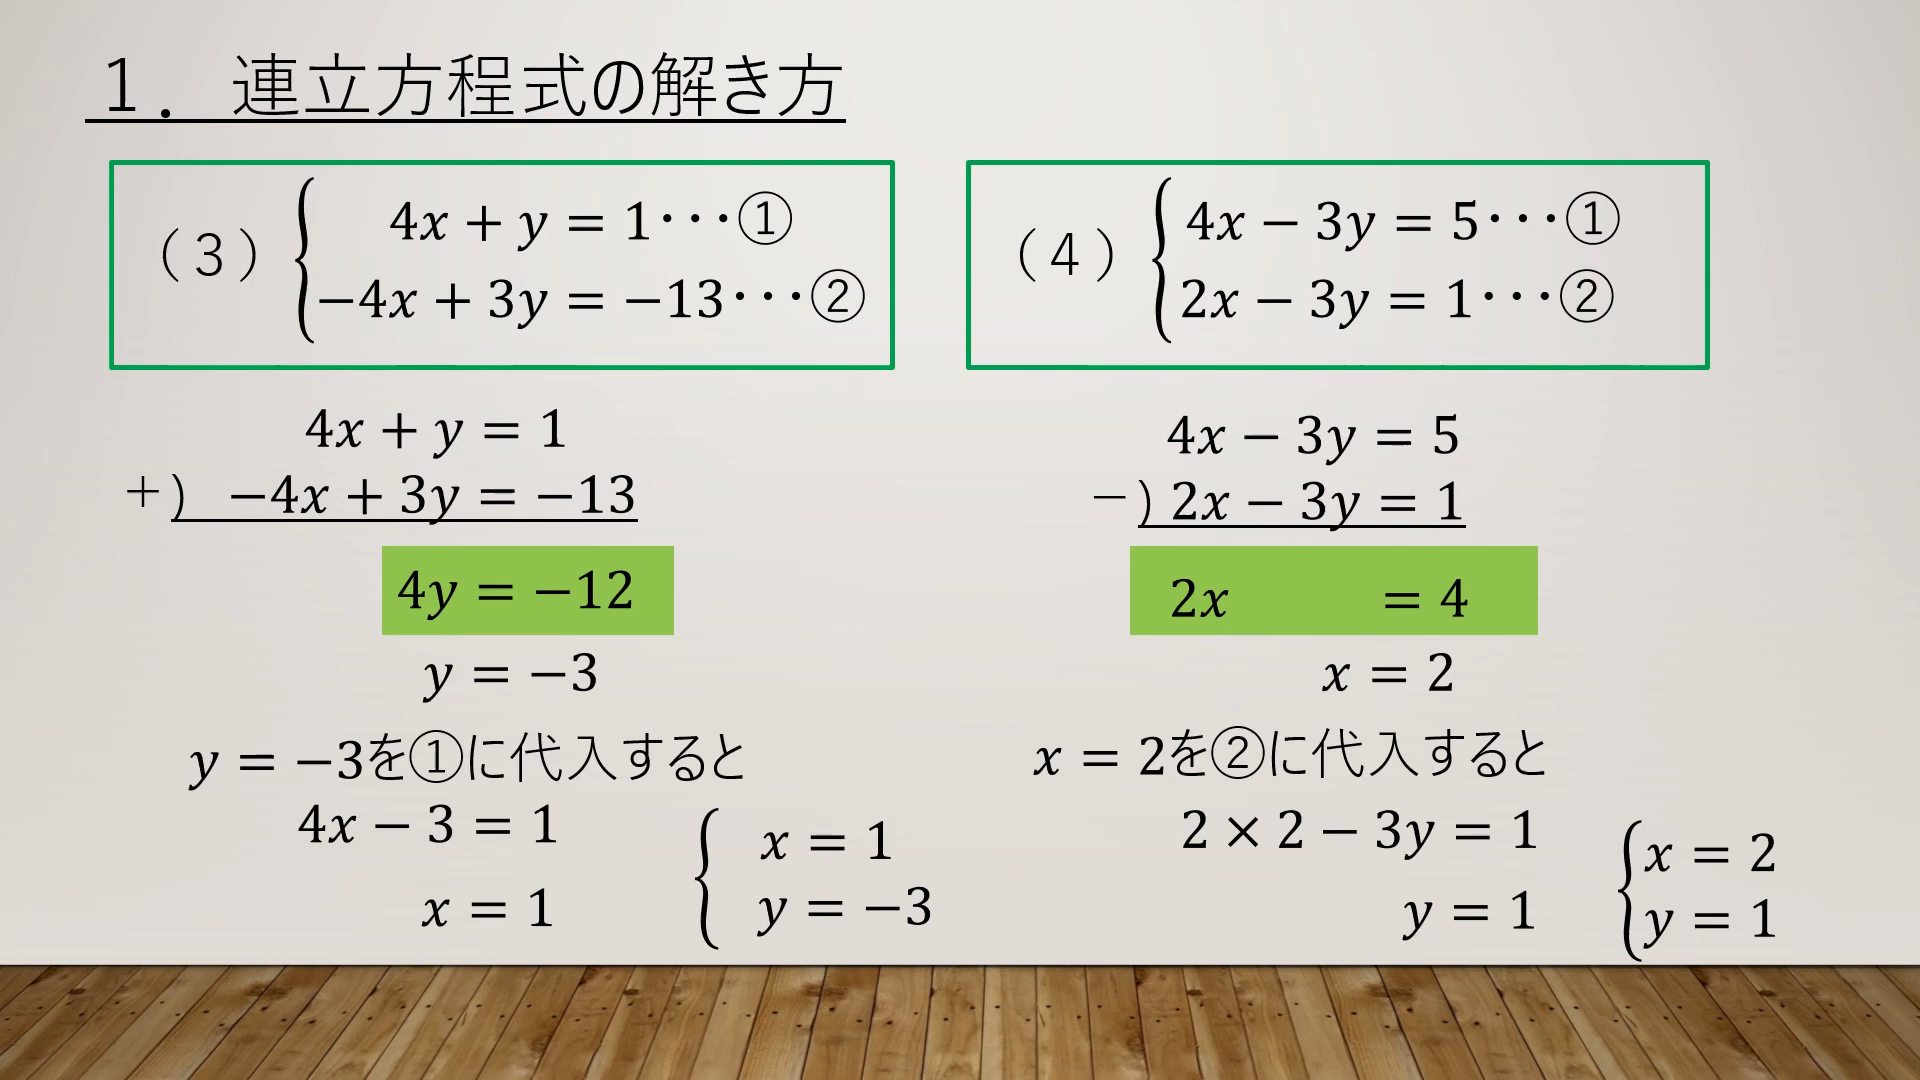 １．連立方程式の解き方
（３） 4x + y = 1・・・①
−4x + 3y = −13・・・②
4x + y = 1
＋） −4x + 3y = −13
4y = −12
y = −3
y = −3を①に代入すると
4x − 3 = 1
x = 1
x = 1
y = −3
（４） 4x − 3y = 5・・・①
2x − 3y = 1・・・②
4x − 3y = 5
－） 2x − 3y = 1
2x = 4
x = 2
x = 2を②に代入すると
2 × 2 − 3y = 1
y = 1
x = 2
y = 1